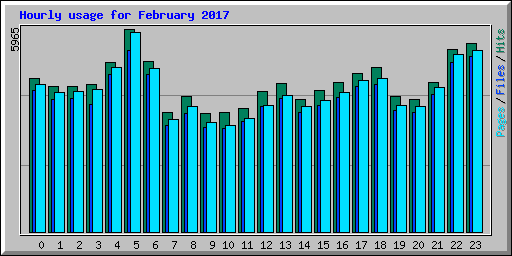 Hourly usage for February 2017
5965
Pages / Files / Hits
0 1 2 3 4 5 6 7 8 9 10 11 12 13 14 15 16 17 18 19 20 21 22 23